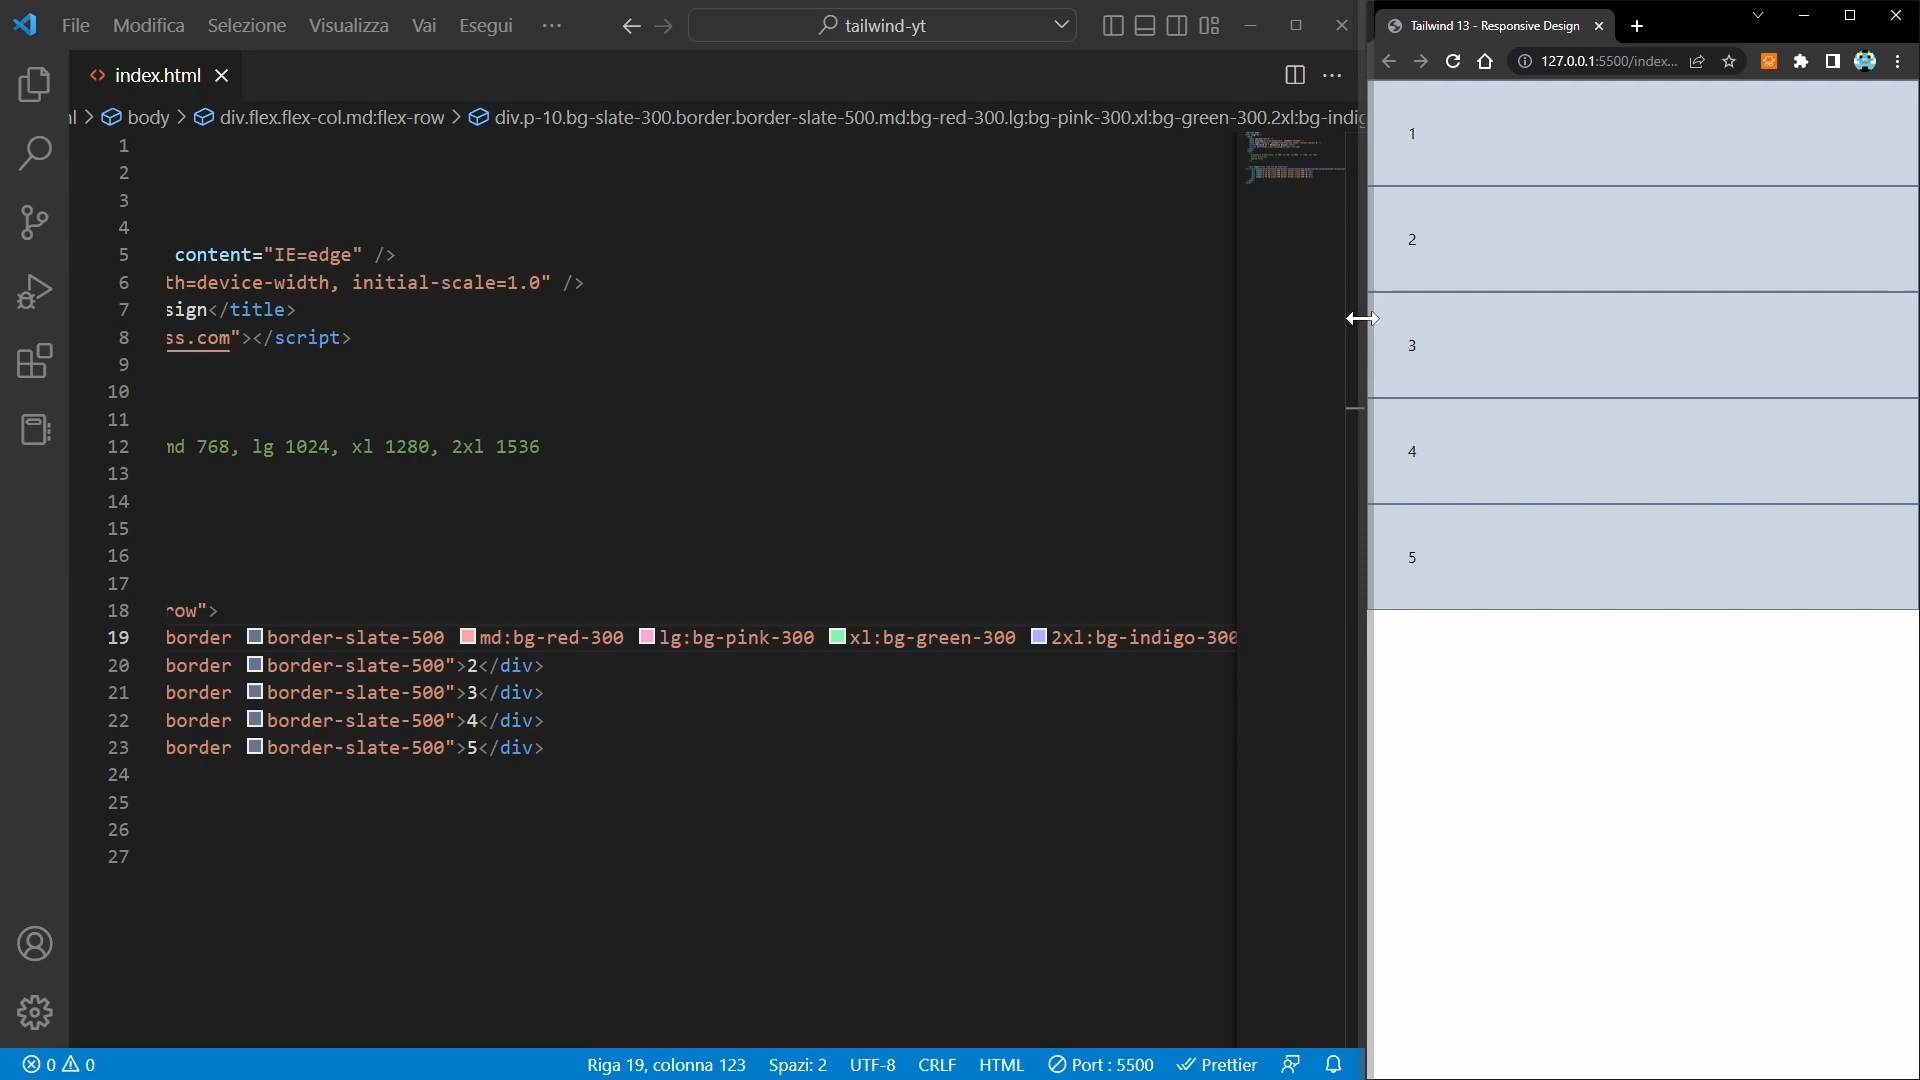 File Modifica Selezione Visualizza Vai Esegui ··· tailwind-yt
index.html
l > body > div.flex.flex-col.md:flex-row > div.p-10.bg-slate-300.border.border-slate-500.md:bg-red-300.lg:bg-pink-300.xl:bg-green-300.2xl:bg-indig
1
2
3
4
5 content="IE=edge" />
6 th=device-width, initial-scale=1.0" />
7 sign</title>
8 ss.com"></script>
9
10
11
12 md 768, lg 1024, xl 1280, 2xl 1536
13
14
15
16
17
18 row">
19 border border-slate-500 md:bg-red-300 lg:bg-pink-300 xl:bg-green-300 2xl:bg-indigo-300
20 border border-slate-500">2</div>
21 border border-slate-500">3</div>
22 border border-slate-500">4</div>
23 border border-slate-500">5</div>
24
25
26
27
0 0 Riga 19, colonna 123 Spazi: 2 UTF-8 CRLF HTML Port : 5500 Prettier
Tailwind 13 - Responsive Design
127.0.0.1:5500/index...
1
2
3
4
5